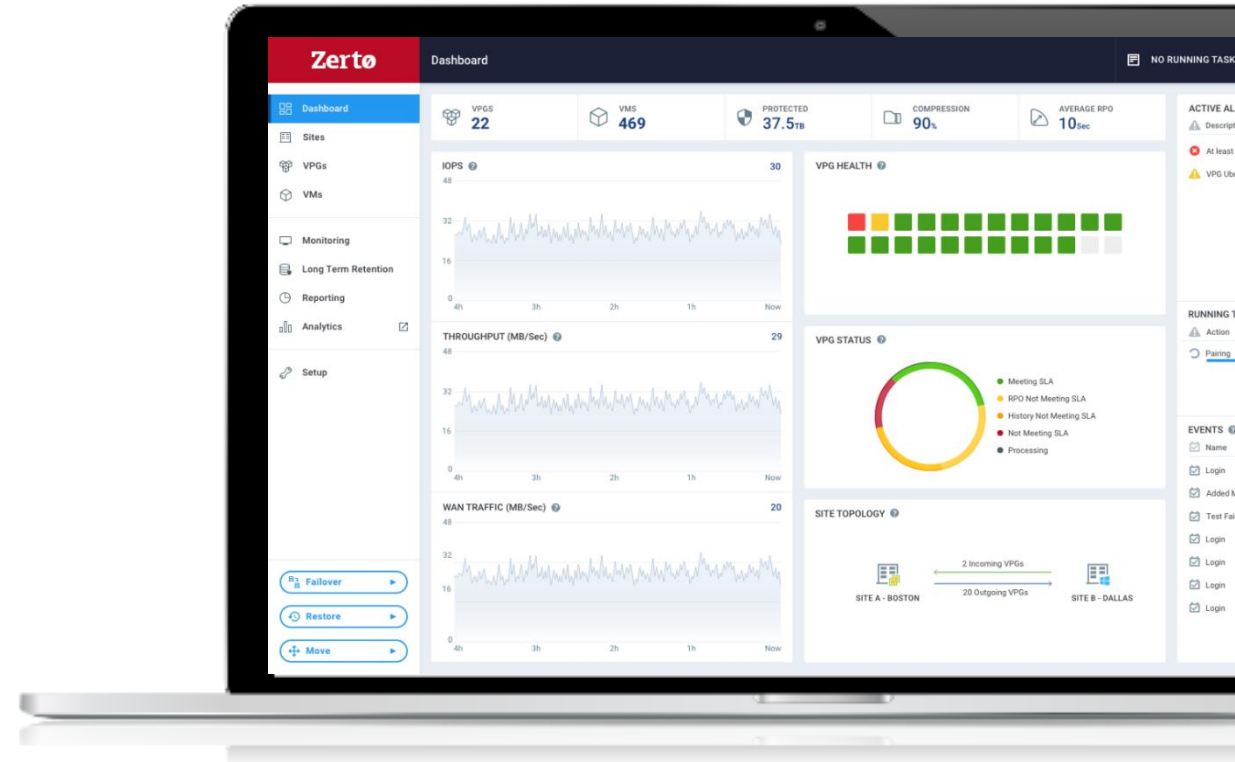 Zerto
Dashboard
NO RUNNING TASK
Dashboard
Sites
VPGs
VMs
Monitoring
Long Term Retention
Reporting
Analytics
Setup
Failover
Restore
Move
VPGS
22
VMS
469
PROTECTED
37.5TB
COMPRESSION
90%
AVERAGE RPO
10Sec
IOPS
30
48
32
16
0
4h 3h 2h 1h Now
THROUGHPUT (MB/Sec)
29
48
32
16
0
4h 3h 2h 1h Now
WAN TRAFFIC (MB/Sec)
20
48
32
16
0
4h 3h 2h 1h Now
VPG HEALTH
VPG STATUS
Meeting SLA
RPO Not Meeting SLA
History Not Meeting SLA
Not Meeting SLA
Processing
SITE TOPOLOGY
2 Incoming VPGs
20 Outgoing VPGs
SITE A - BOSTON
SITE B - DALLAS
ACTIVE AL
Descript
At least
VPG Ub
RUNNING T
Action
Pairing
EVENTS
Name
Login
Added M
Test Fai
Login
Login
Login
Login